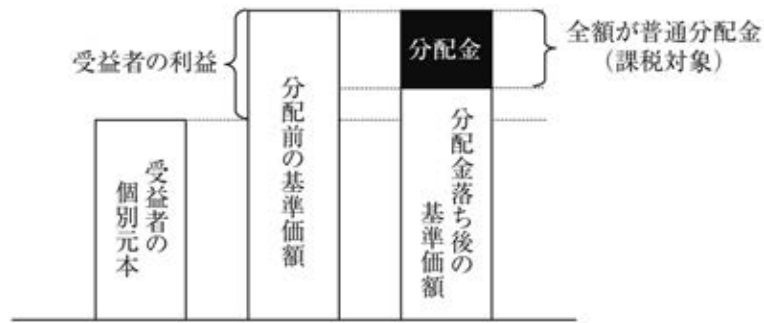 受益者の利益
受益者の
個別元本
分配前の基準価額
分配金
分配金落ち後の
基準価額
全額が普通分配金
（課税対象）